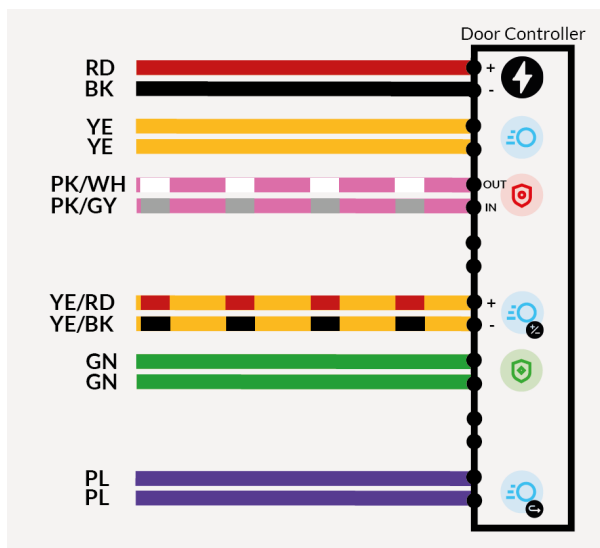 Door Controller
RD +
BK -
YE
YE
PK/WH OUT
PK/GY IN
YE/RD +
YE/BK -
GN
GN
PL
PL